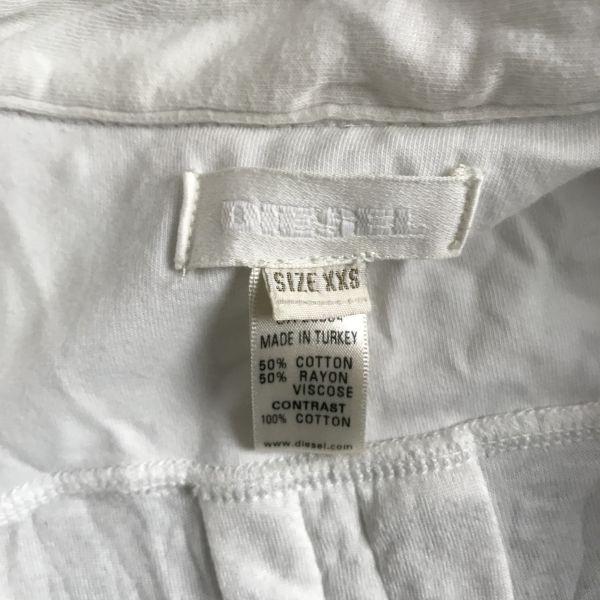 DIESEL
SIZE XXS
MADE IN TURKEY
50% COTTON
50% RAYON
VISCOSE
CONTRAST
100% COTTON
www.diesel.com